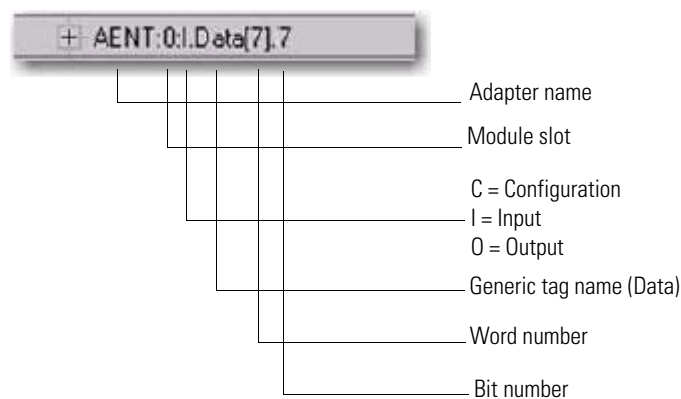 AENT:0:I.Data[7].7
Adapter name
Module slot
C = Configuration
I = Input
O = Output
Generic tag name (Data)
Word number
Bit number